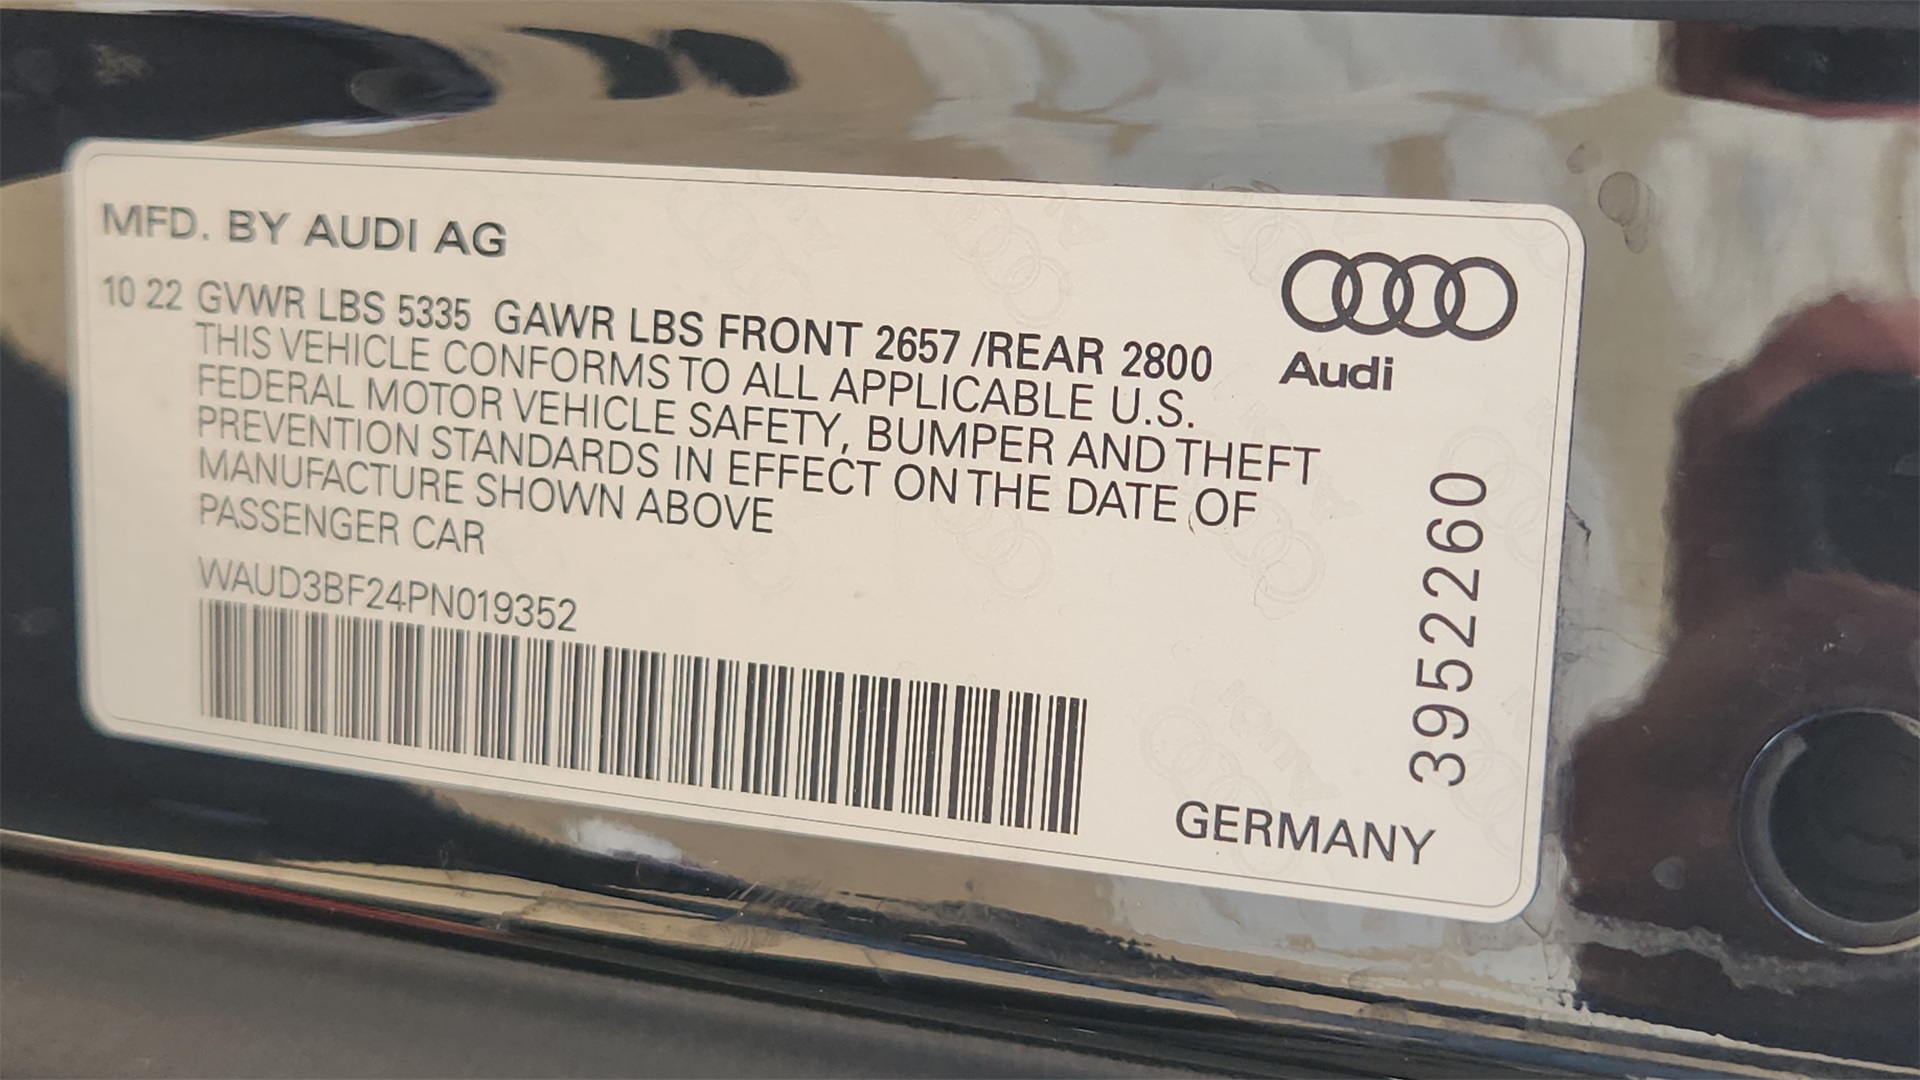 MFD. BY AUDI AG
10 22 GVWR LBS 5335 GAWR LBS FRONT 2657 /REAR 2800
THIS VEHICLE CONFORMS TO ALL APPLICABLE U.S.
FEDERAL MOTOR VEHICLE SAFETY, BUMPER AND THEFT
PREVENTION STANDARDS IN EFFECT ON THE DATE OF
MANUFACTURE SHOWN ABOVE
PASSENGER CAR
WAUD3BF24PN019352
Audi
3952260
GERMANY